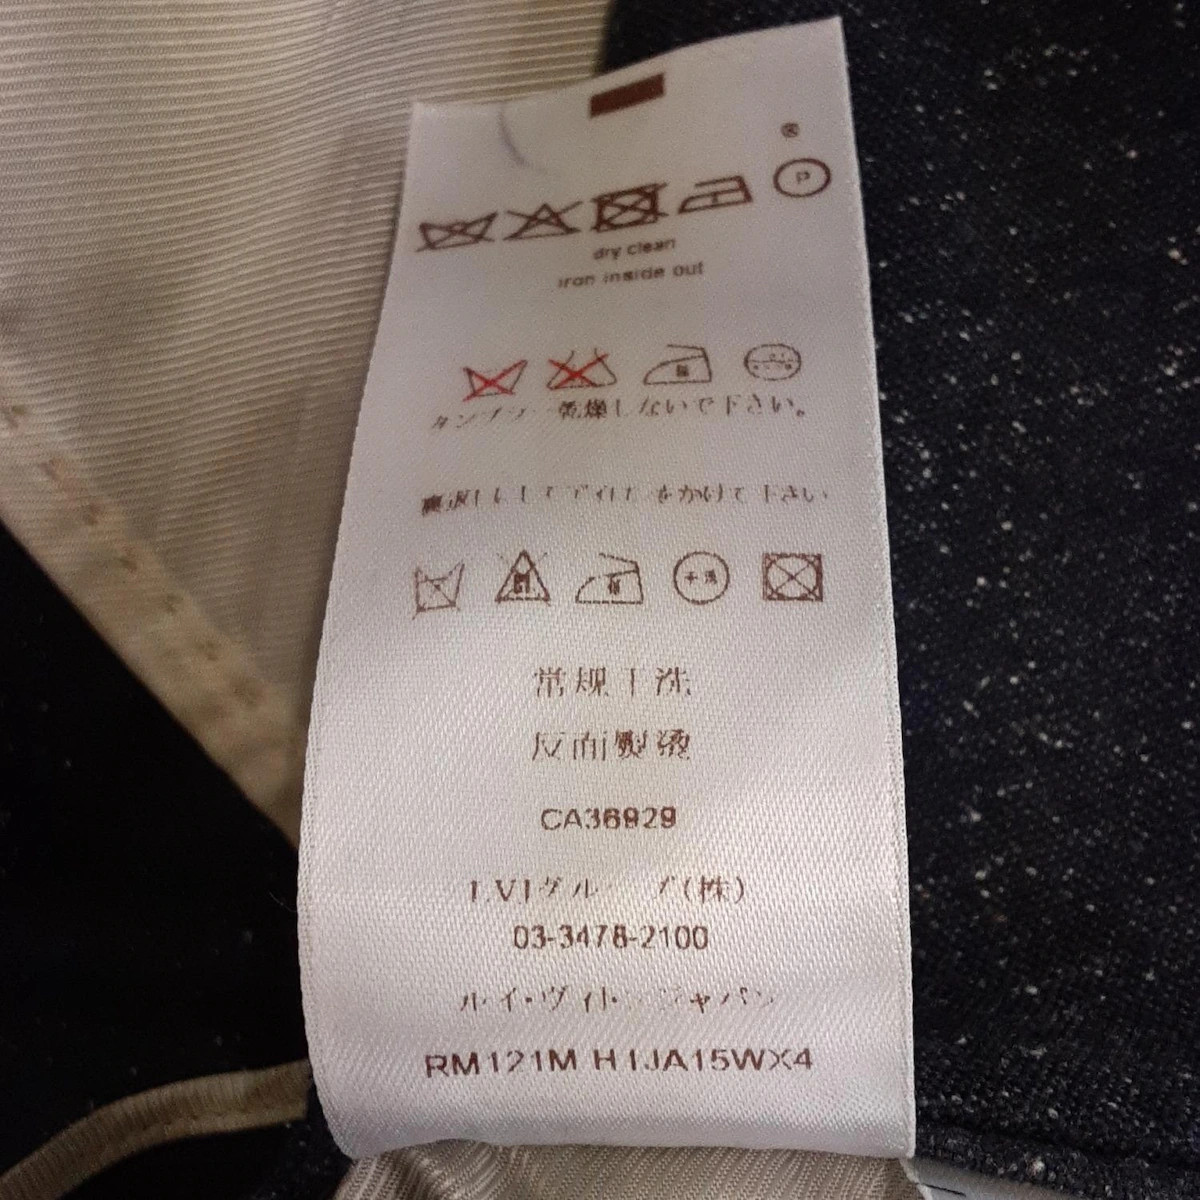 ®
P
dry clean
iron inside out
タンブラー乾燥しないで下さい。
裏返しにしてアイロンをかけて下さい
常规干洗
反面熨烫
CA36929
LVJグループ(株)
03-3478-2100
ルイ・ヴィトンジャパン
RM121M H1JA15WX4